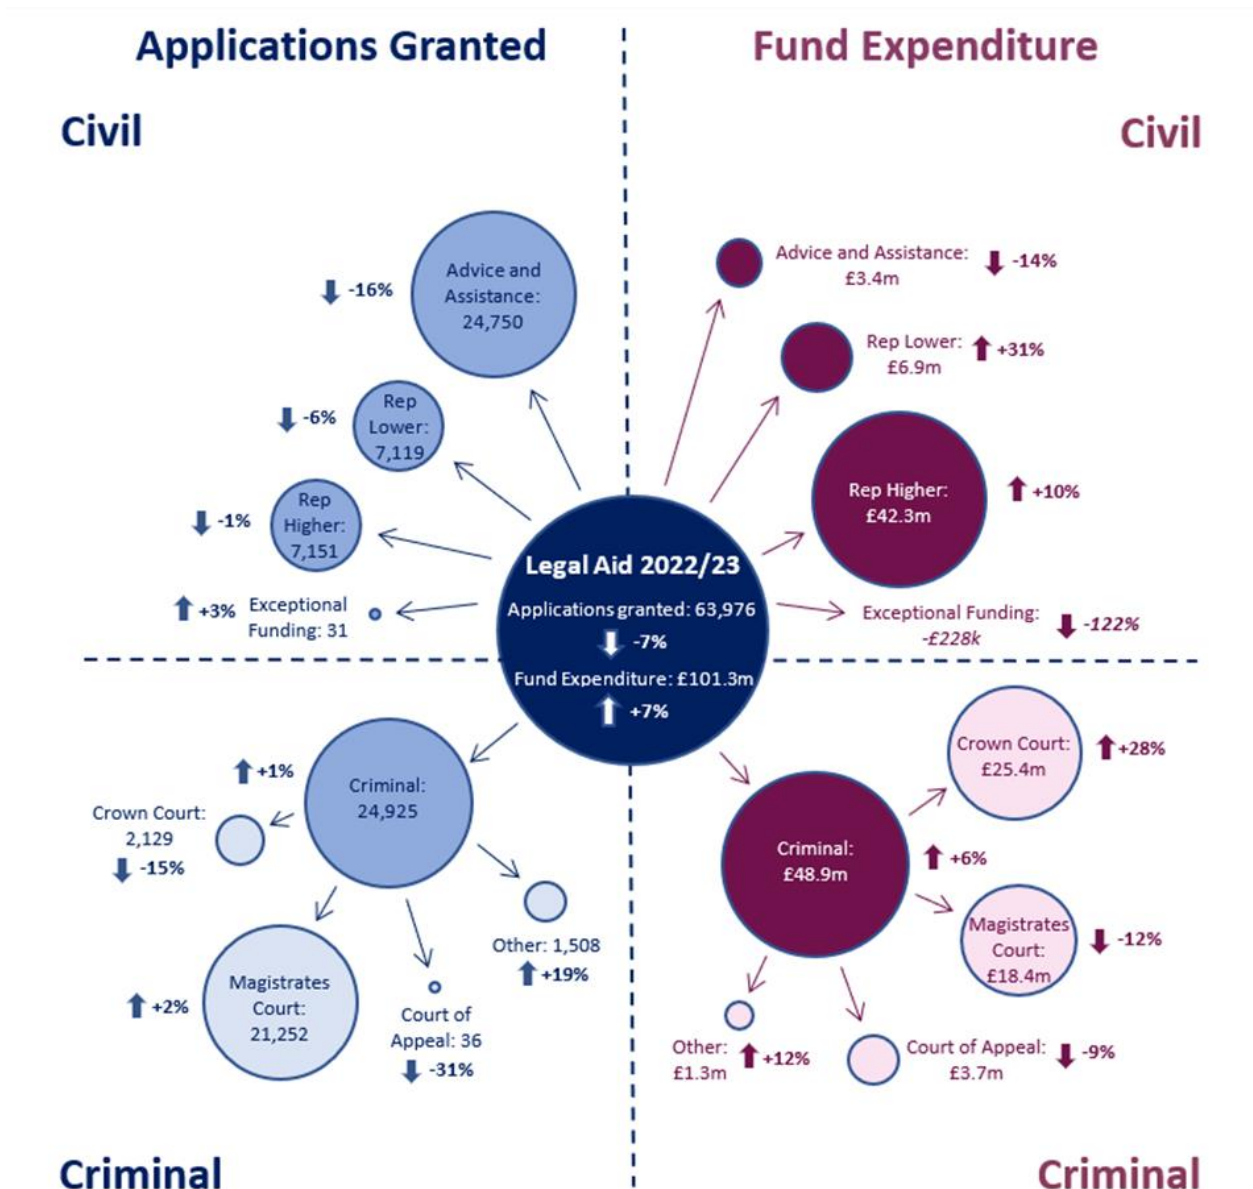 Applications Granted
Fund Expenditure
Civil
Civil
Advice and
Assistance:
24,750
-16%
Rep
Lower:
7,119
-6%
Rep
Higher:
7,151
-1%
+3%
Exceptional
Funding: 31
Advice and Assistance:
£3.4m
-14%
Rep Lower:
£6.9m
+31%
Rep Higher:
£42.3m
+10%
Exceptional Funding:
-£228k
-122%
Legal Aid 2022/23
Applications granted: 63,976
-7%
Fund Expenditure: £101.3m
+7%
Criminal:
24,925
+1%
Crown Court:
2,129
-15%
Magistrates
Court:
21,252
+2%
Court of
Appeal: 36
-31%
Other: 1,508
+19%
Criminal:
£48.9m
+6%
Crown Court:
£25.4m
+28%
Magistrates
Court:
£18.4m
-12%
Other:
£1.3m
+12%
Court of Appeal:
£3.7m
-9%
Criminal
Criminal